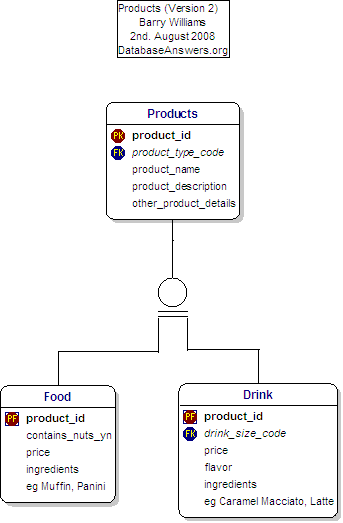 Products (Version 2)
Barry Williams
2nd. August 2008
DatabaseAnswers.org
Products
PK product_id
FK product_type_code
product_name
product_description
other_product_details
Food
PF product_id
contains_nuts_yn
price
ingredients
eg Muffin, Panini
Drink
PF product_id
FK drink_size_code
price
flavor
ingredients
eg Caramel Macciato, Latte